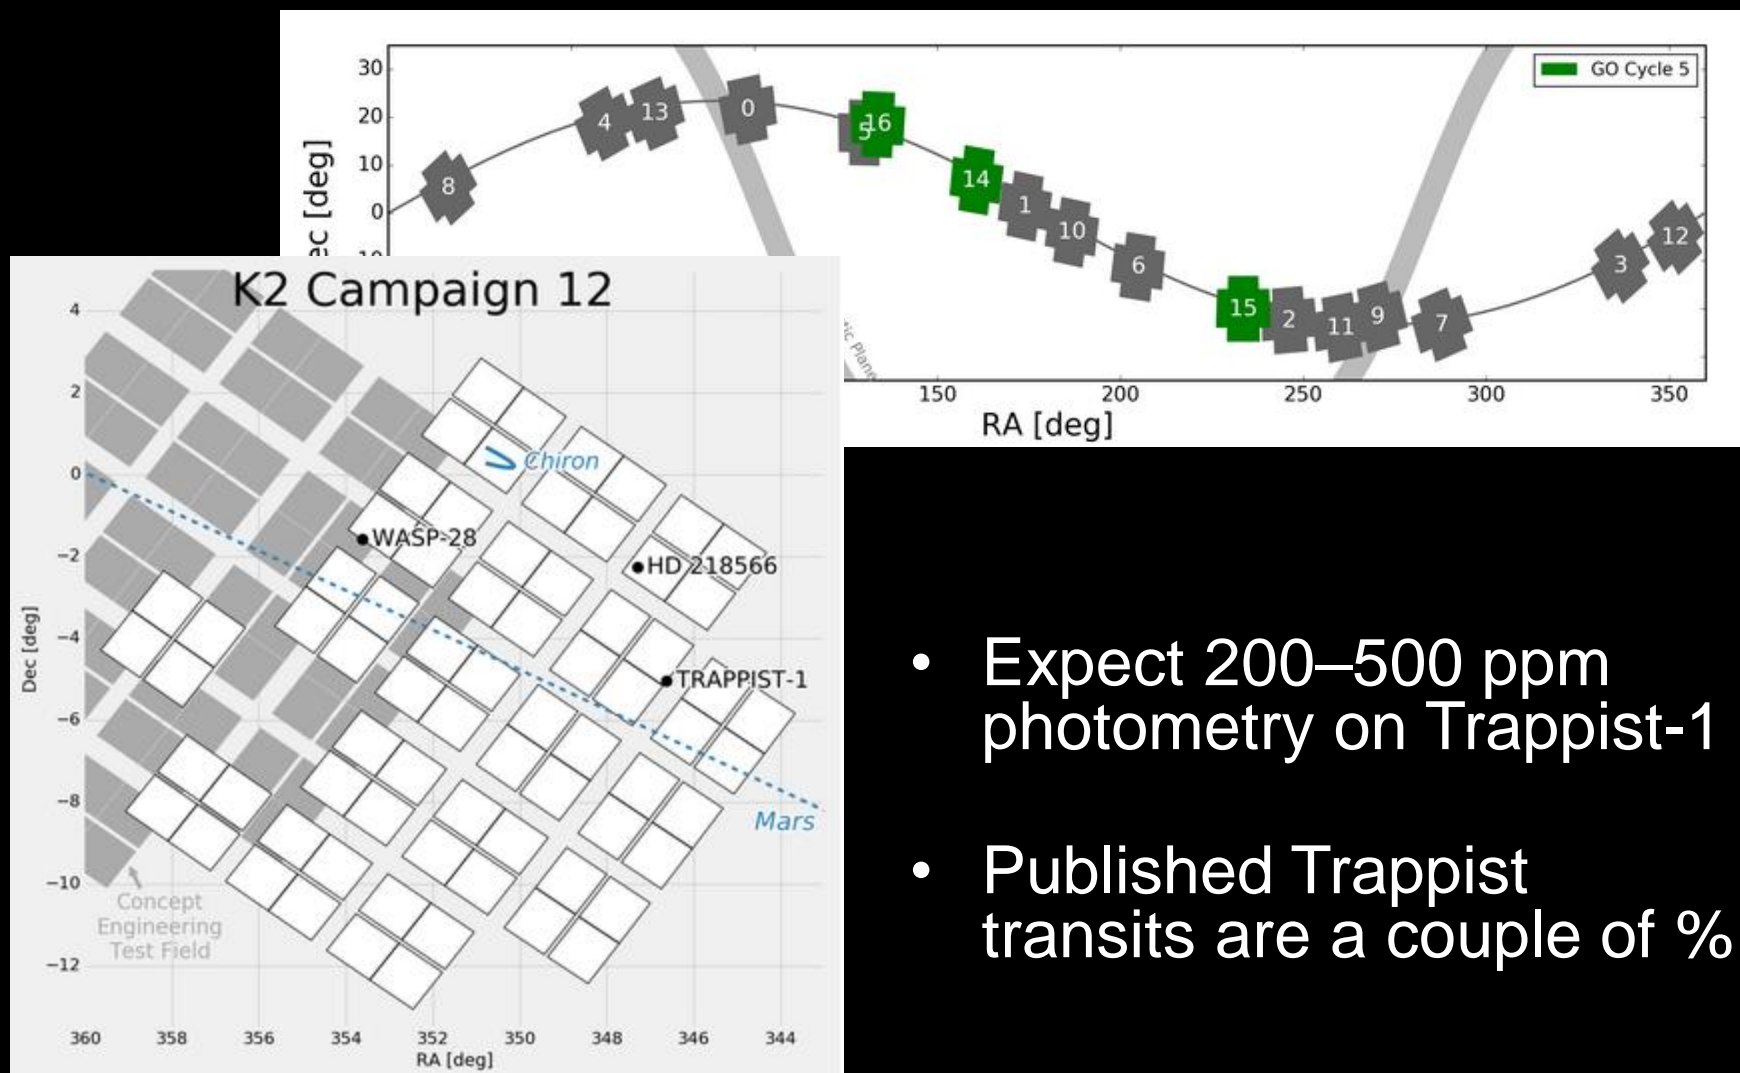 GO Cycle 5
30
20
10
0
ec [deg]
4
13
0
16
5
8
14
1
10
6
15
2
11
9
7
3
12
150
200
250
300
350
RA [deg]
K2 Campaign 12
4
2
0
−2
−4
−6
−8
−10
−12
Dec [deg]
Chiron
WASP-28
HD 218566
TRAPPIST-1
Mars
Concept
Engineering
Test Field
360
358
356
354
352
350
348
346
344
RA [deg]
• Expect 200–500 ppm
photometry on Trappist-1
• Published Trappist
transits are a couple of %